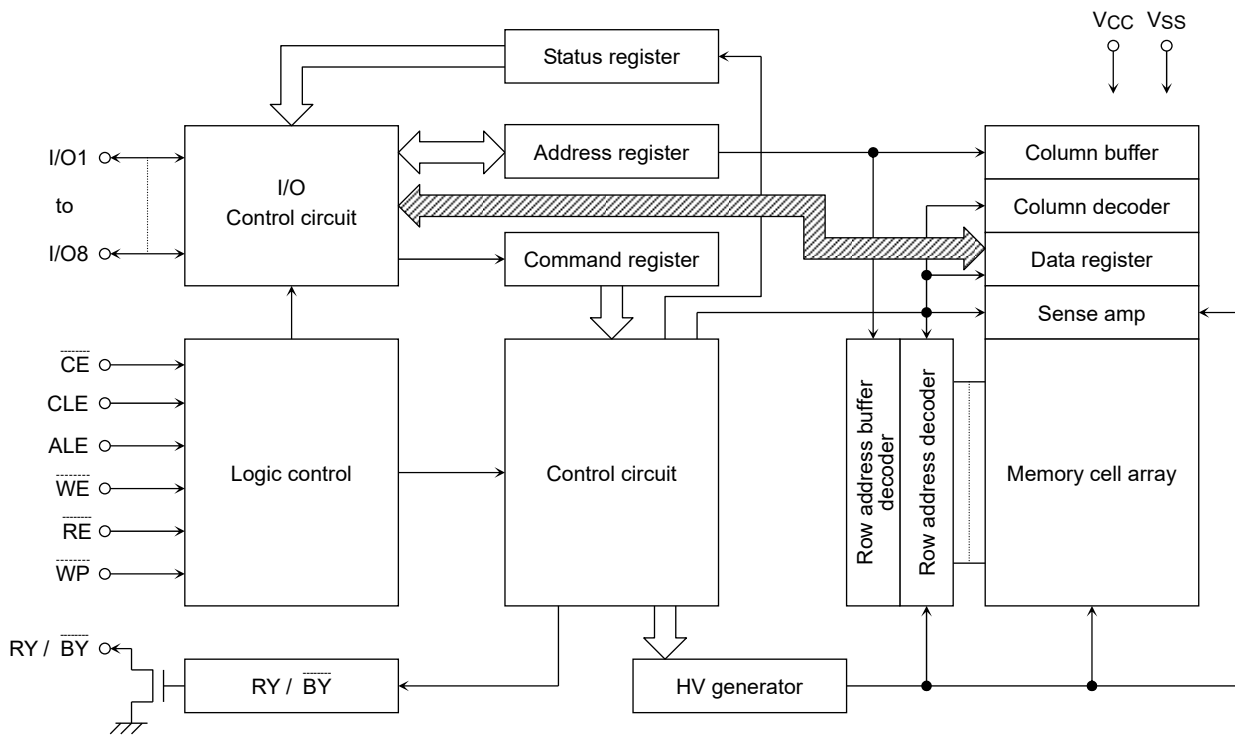 VCC
VSS
Status register
I/O1
to
I/O8
I/O
Control circuit
Address register
Command register
Column buffer
Column decoder
Data register
Sense amp
CE
CLE
ALE
WE
RE
WP
Logic control
Control circuit
Row address buffer
decoder
Row address decoder
Memory cell array
RY / BY
RY / BY
HV generator